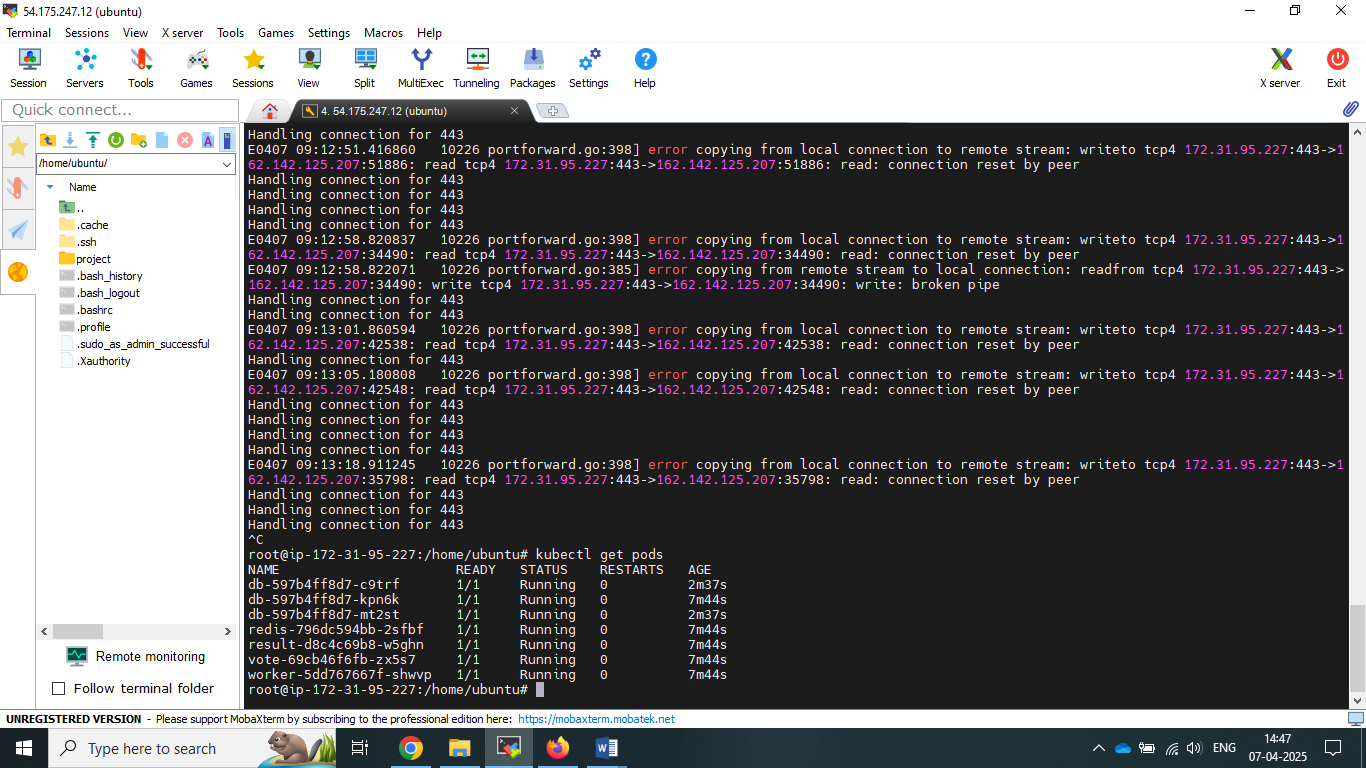 54.175.247.12 (ubuntu)
Terminal Sessions View X server Tools Games Settings Macros Help
Session Servers Tools Games Sessions View Split MultiExec Tunneling Packages Settings Help X server Exit
Quick connect...
4. 54.175.247.12 (ubuntu)
/home/ubuntu/
Name
..
.cache
.ssh
project
.bash_history
.bash_logout
.bashrc
.profile
.sudo_as_admin_successful
.Xauthority
Remote monitoring
Follow terminal folder
Handling connection for 443
E0407 09:12:51.416860   10226 portforward.go:398] error copying from local connection to remote stream: writeto tcp4 172.31.95.227:443->1
62.142.125.207:51886: read tcp4 172.31.95.227:443->162.142.125.207:51886: read: connection reset by peer
Handling connection for 443
Handling connection for 443
Handling connection for 443
Handling connection for 443
E0407 09:12:58.820837   10226 portforward.go:398] error copying from local connection to remote stream: writeto tcp4 172.31.95.227:443->1
62.142.125.207:34490: read tcp4 172.31.95.227:443->162.142.125.207:34490: read: connection reset by peer
E0407 09:12:58.822071   10226 portforward.go:385] error copying from remote stream to local connection: readfrom tcp4 172.31.95.227:443->
162.142.125.207:34490: write tcp4 172.31.95.227:443->162.142.125.207:34490: write: broken pipe
Handling connection for 443
Handling connection for 443
E0407 09:13:01.860594   10226 portforward.go:398] error copying from local connection to remote stream: writeto tcp4 172.31.95.227:443->1
62.142.125.207:42538: read tcp4 172.31.95.227:443->162.142.125.207:42538: read: connection reset by peer
Handling connection for 443
E0407 09:13:05.180808   10226 portforward.go:398] error copying from local connection to remote stream: writeto tcp4 172.31.95.227:443->1
62.142.125.207:42548: read tcp4 172.31.95.227:443->162.142.125.207:42548: read: connection reset by peer
Handling connection for 443
Handling connection for 443
Handling connection for 443
Handling connection for 443
E0407 09:13:18.911245   10226 portforward.go:398] error copying from local connection to remote stream: writeto tcp4 172.31.95.227:443->1
62.142.125.207:35798: read tcp4 172.31.95.227:443->162.142.125.207:35798: read: connection reset by peer
Handling connection for 443
Handling connection for 443
Handling connection for 443
^C
root@ip-172-31-95-227:/home/ubuntu# kubectl get pods
NAME                      READY   STATUS    RESTARTS   AGE
db-597b4ff8d7-c9trf       1/1     Running   0          2m37s
db-597b4ff8d7-kpn6k       1/1     Running   0          7m44s
db-597b4ff8d7-mt2st       1/1     Running   0          2m37s
redis-796dc594bb-2sfbf    1/1     Running   0          7m44s
result-d8c4c69b8-w5ghn    1/1     Running   0          7m44s
vote-69cb46f6fb-zx5s7     1/1     Running   0          7m44s
worker-5dd767667f-shwvp   1/1     Running   0          7m44s
root@ip-172-31-95-227:/home/ubuntu#
UNREGISTERED VERSION - Please support MobaXterm by subscribing to the professional edition here: https://mobaxterm.mobatek.net
Type here to search
ENG
14:47
07-04-2025